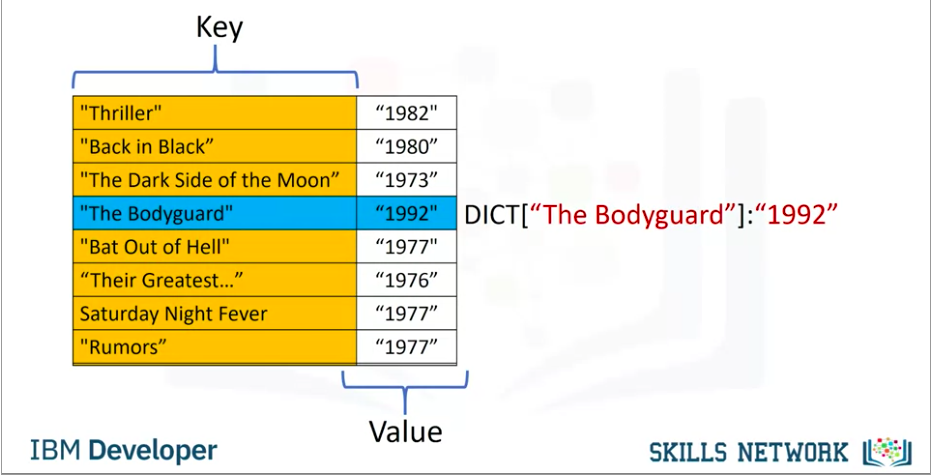 Key
"Thriller" “1982"
"Back in Black” “1980”
"The Dark Side of the Moon” “1973”
"The Bodyguard" “1992" DICT[“The Bodyguard”]:“1992”
"Bat Out of Hell" “1977"
“Their Greatest…” “1976”
Saturday Night Fever “1977”
"Rumors” “1977”
Value
IBM Developer
SKILLS NETWORK